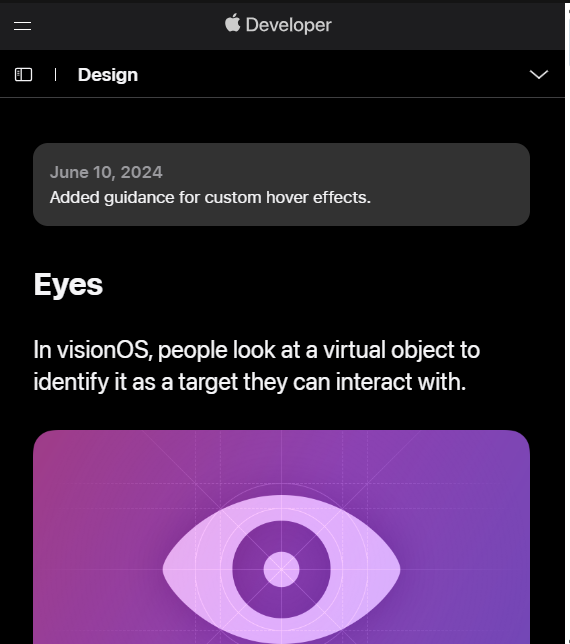 Developer
Design
June 10, 2024
Added guidance for custom hover effects.
Eyes
In visionOS, people look at a virtual object to
identify it as a target they can interact with.